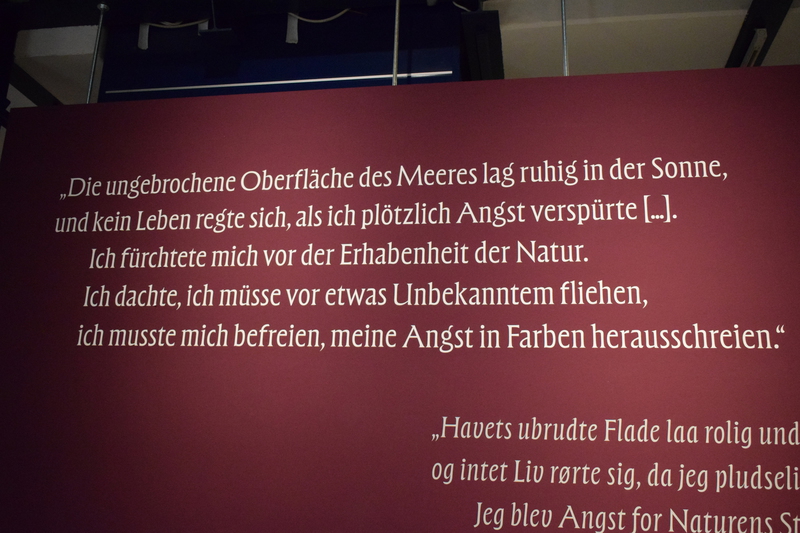 „Die ungebrochene Oberfläche des Meeres lag ruhig in der Sonne,
und kein Leben regte sich, als ich plötzlich Angst verspürte [...].
Ich fürchtete mich vor der Erhabenheit der Natur.
Ich dachte, ich müsse vor etwas Unbekanntem fliehen,
ich musste mich befreien, meine Angst in Farben herausschreien.“
„Havets ubrudte Flade laa rolig und
og intet Liv rørte sig, da jeg pludseli
Jeg blev Angst for Naturens St